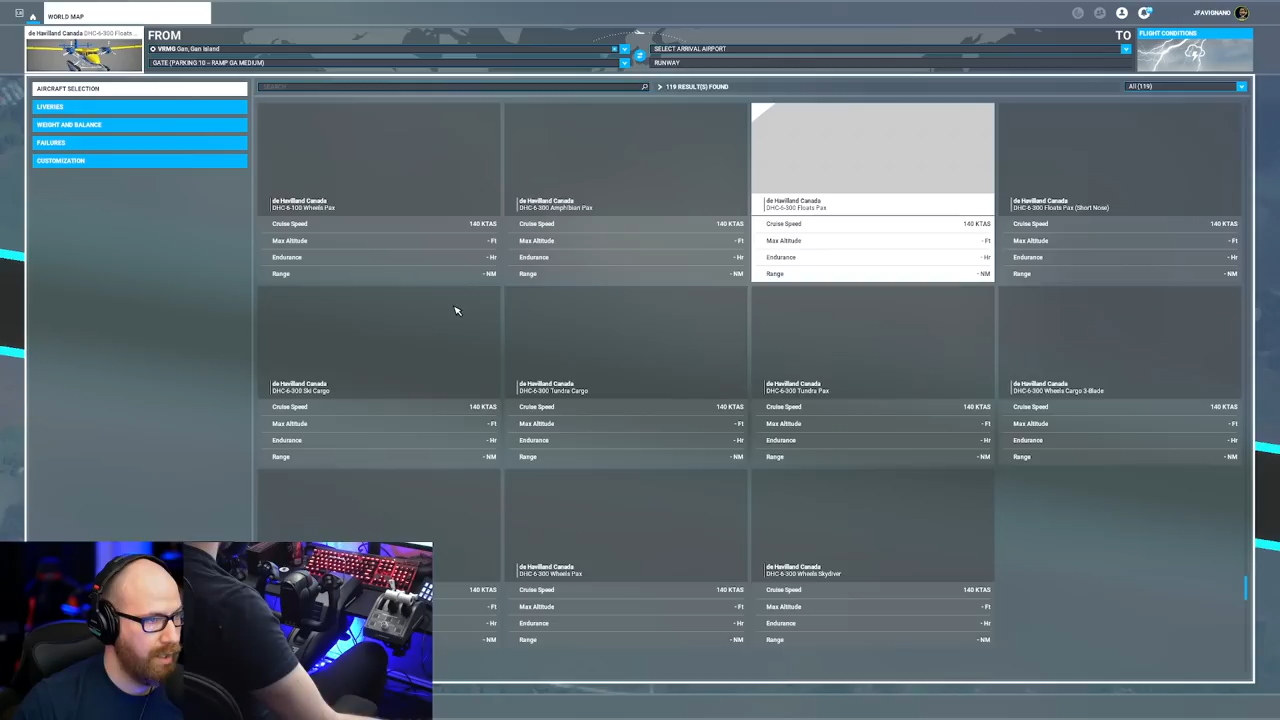 WORLD MAP
JFAVIGNANO
de Havilland Canada DHC-6-300 Floats ...
FROM
TO
FLIGHT CONDITIONS
VRMG Gan, Gan Island
SELECT ARRIVAL AIRPORT
GATE (PARKING 10 – RAMP GA MEDIUM)
RUNWAY
AIRCRAFT SELECTION
LIVERIES
WEIGHT AND BALANCE
FAILURES
CUSTOMIZATION
SEARCH
119 RESULT(S) FOUND
All (119)
de Havilland Canada
DHC-6-100 Wheels Pax
Cruise Speed 140 KTAS
Max Altitude - Ft
Endurance - Hr
Range - NM
de Havilland Canada
DHC-6-300 Amphibian Pax
Cruise Speed 140 KTAS
Max Altitude - Ft
Endurance - Hr
Range - NM
de Havilland Canada
DHC-6-300 Floats Pax
Cruise Speed 140 KTAS
Max Altitude - Ft
Endurance - Hr
Range - NM
de Havilland Canada
DHC-6-300 Floats Pax (Short Nose)
Cruise Speed 140 KTAS
Max Altitude - Ft
Endurance - Hr
Range - NM
de Havilland Canada
DHC-6-300 Ski Cargo
Cruise Speed 140 KTAS
Max Altitude - Ft
Endurance - Hr
Range - NM
de Havilland Canada
DHC-6-300 Tundra Cargo
Cruise Speed 140 KTAS
Max Altitude - Ft
Endurance - Hr
Range - NM
de Havilland Canada
DHC-6-300 Tundra Pax
Cruise Speed 140 KTAS
Max Altitude - Ft
Endurance - Hr
Range - NM
de Havilland Canada
DHC-6-300 Wheels Cargo 3-Blade
Cruise Speed 140 KTAS
Max Altitude - Ft
Endurance - Hr
Range - NM
140 KTAS
- Ft
- Hr
- NM
de Havilland Canada
DHC-6-300 Wheels Pax
Cruise Speed 140 KTAS
Max Altitude - Ft
Endurance - Hr
Range - NM
de Havilland Canada
DHC-6-300 Wheels Skydiver
Cruise Speed 140 KTAS
Max Altitude - Ft
Endurance - Hr
Range - NM